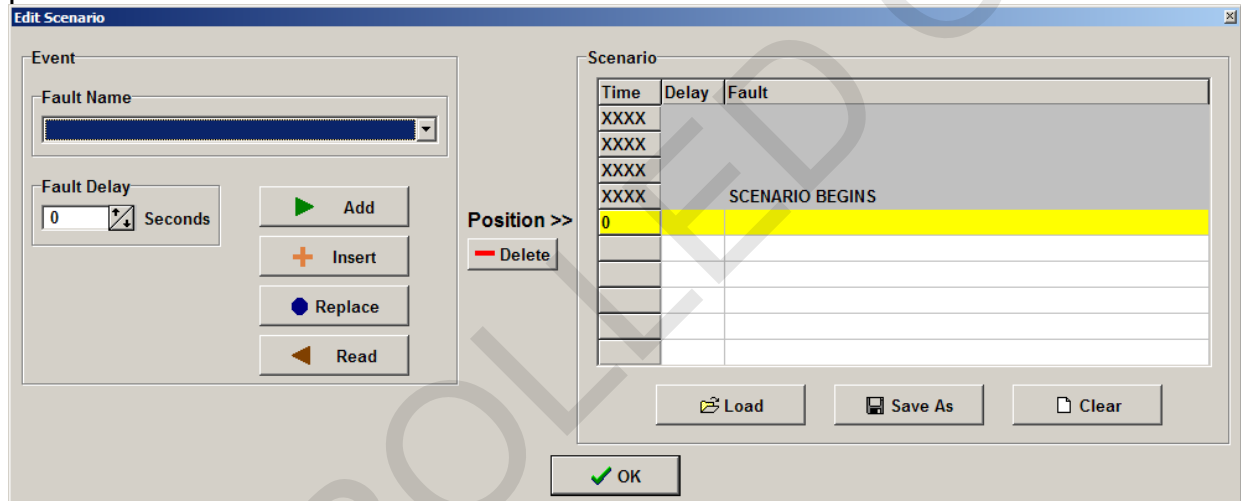 Edit Scenario
Event
Fault Name
Fault Delay
0 Seconds
Add
Insert
Replace
Read
Position >>
Delete
Scenario
Time Delay Fault
XXXX
XXXX
XXXX
XXXX SCENARIO BEGINS
0
Load
Save As
Clear
OK